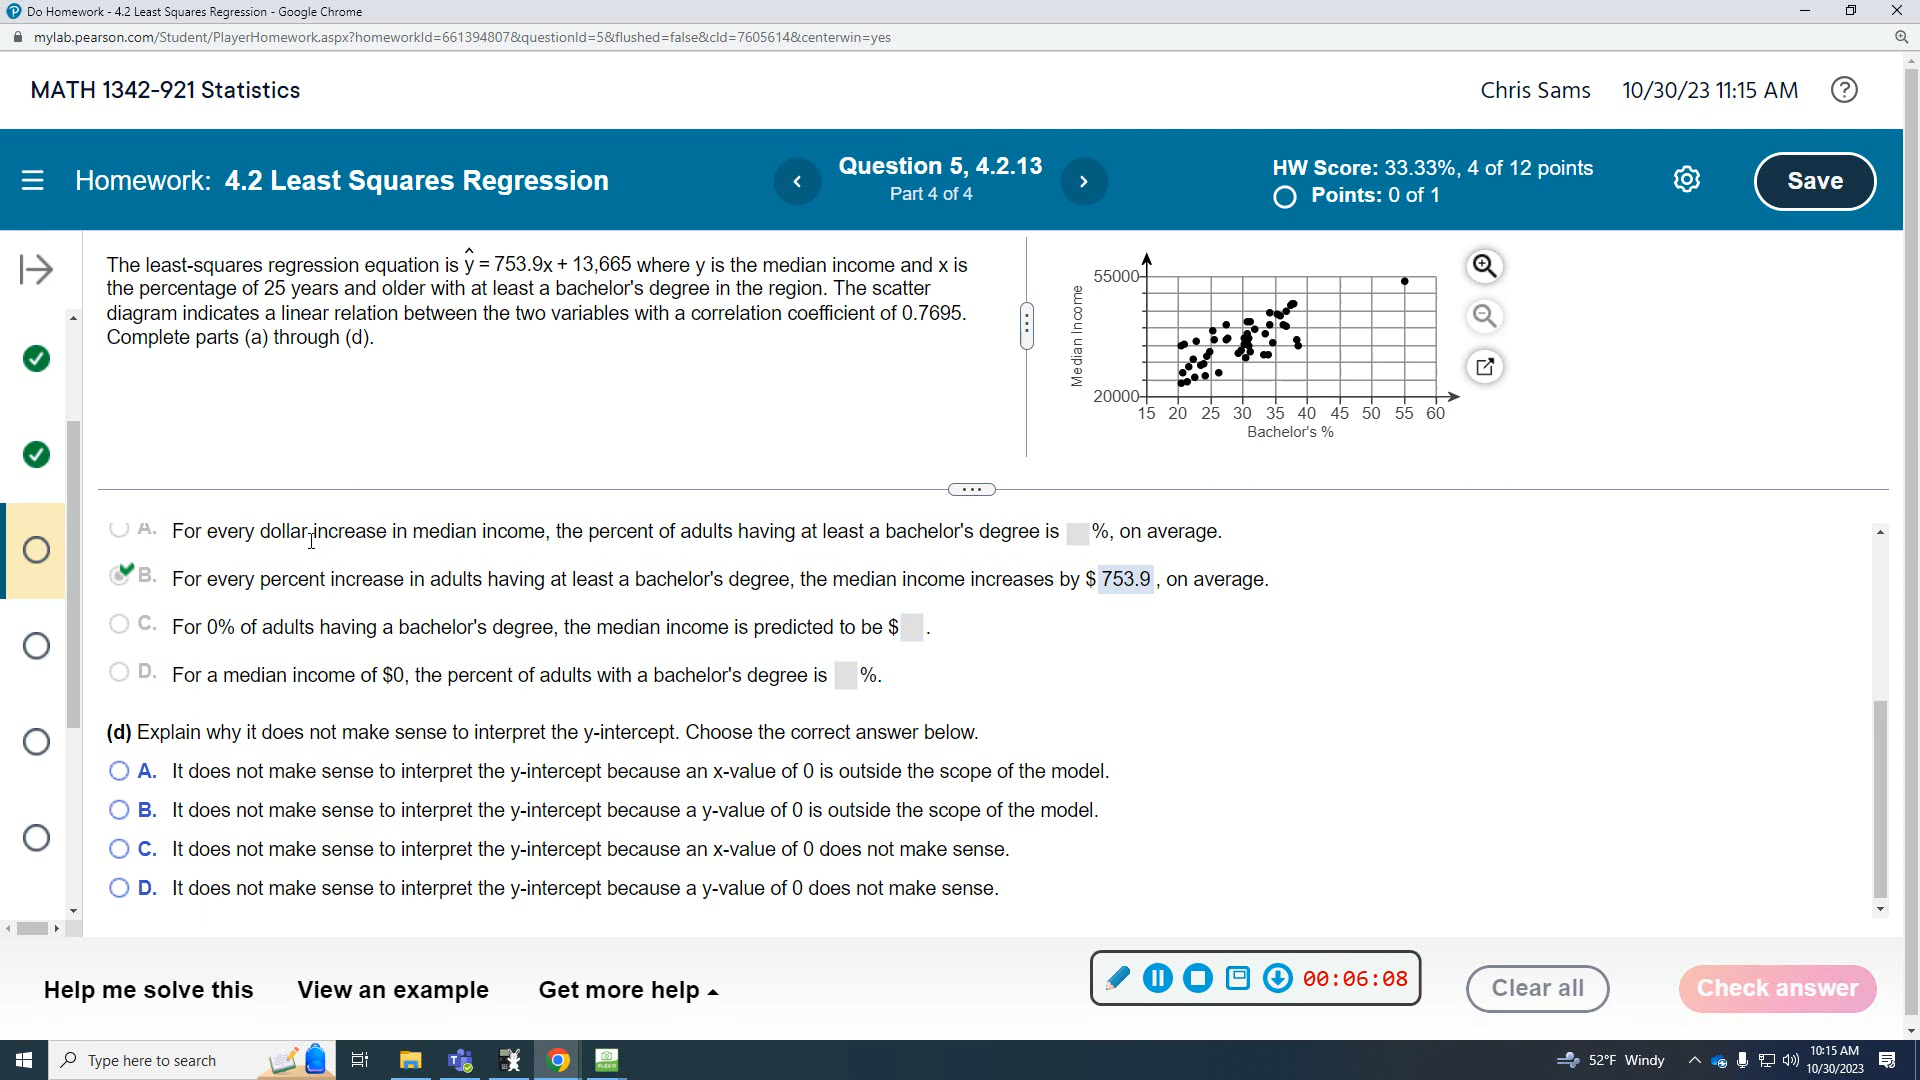 Do Homework - 4.2 Least Squares Regression - Google Chrome
mylab.pearson.com/Student/PlayerHomework.aspx?homeworkId=661394807&questionId=5&flushed=false&cId=7605614&centerwin=yes
MATH 1342-921 Statistics
Chris Sams 10/30/23 11:15 AM
Homework: 4.2 Least Squares Regression
Question 5, 4.2.13
Part 4 of 4
HW Score: 33.33%, 4 of 12 points
Points: 0 of 1
Save
The least-squares regression equation is ŷ = 753.9x + 13,665 where y is the median income and x is
the percentage of 25 years and older with at least a bachelor's degree in the region. The scatter
diagram indicates a linear relation between the two variables with a correlation coefficient of 0.7695.
Complete parts (a) through (d).
55000
Median Income
20000
15 20 25 30 35 40 45 50 55 60
Bachelor's %
A. For every dollar increase in median income, the percent of adults having at least a bachelor's degree is %, on average.
B. For every percent increase in adults having at least a bachelor's degree, the median income increases by $ 753.9 , on average.
C. For 0% of adults having a bachelor's degree, the median income is predicted to be $ .
D. For a median income of $0, the percent of adults with a bachelor's degree is %.
(d) Explain why it does not make sense to interpret the y-intercept. Choose the correct answer below.
A. It does not make sense to interpret the y-intercept because an x-value of 0 is outside the scope of the model.
B. It does not make sense to interpret the y-intercept because a y-value of 0 is outside the scope of the model.
C. It does not make sense to interpret the y-intercept because an x-value of 0 does not make sense.
D. It does not make sense to interpret the y-intercept because a y-value of 0 does not make sense.
Help me solve this
View an example
Get more help
00:06:08
Clear all
Check answer
Type here to search
52°F Windy
10:15 AM
10/30/2023